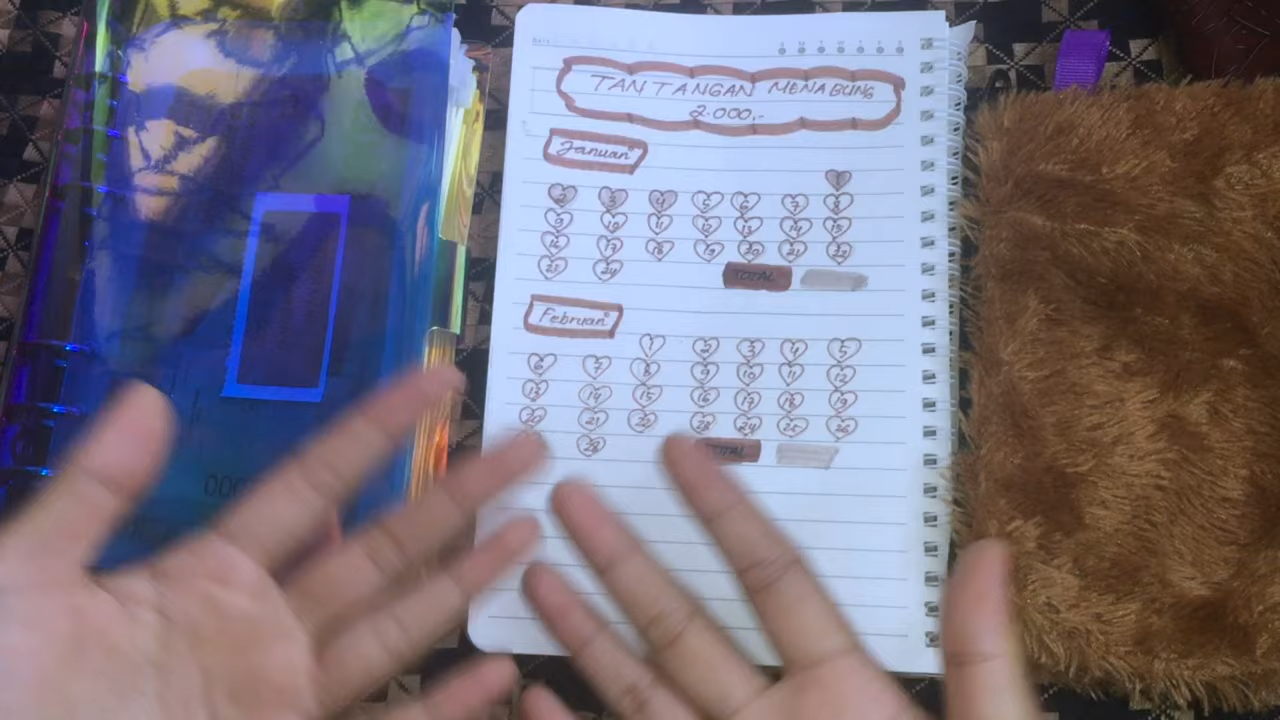 DATE
S M T W T F S
TANTANGAN MENABUNG
2.000,-
Januari
2 3 4 5 6 7 8
9 10 11 12 13 14 15
16 17 18 19 20 21 22
23 24 TOTAL
Februari
1 2 3 4 5
6 7 8 9 10 11 12
13 14 15 16 17 18 19
20 21 22 23 24 25 26
28 TOTAL
000